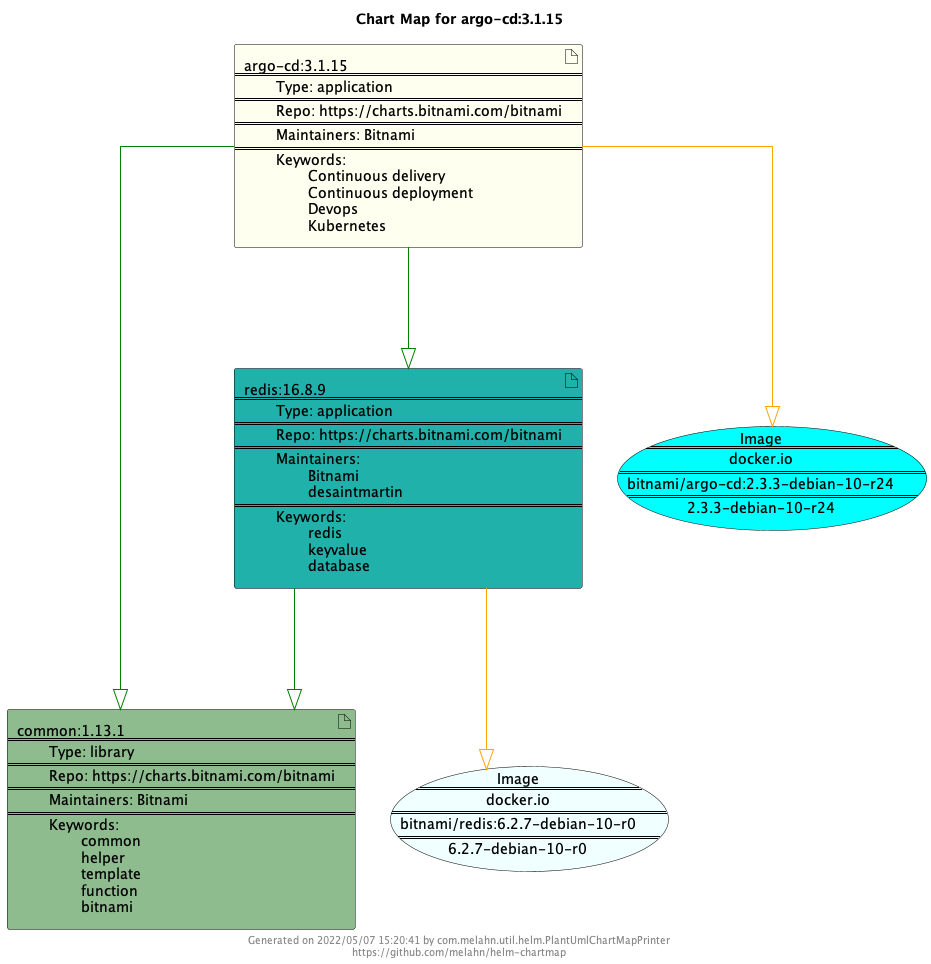 Chart Map for argo-cd:3.1.15
argo-cd:3.1.15
Type: application
Repo: https://charts.bitnami.com/bitnami
Maintainers: Bitnami
Keywords:
Continuous delivery
Continuous deployment
Devops
Kubernetes
redis:16.8.9
Type: application
Repo: https://charts.bitnami.com/bitnami
Maintainers:
Bitnami
desaintmartin
Keywords:
redis
keyvalue
database
Image
docker.io
bitnami/argo-cd:2.3.3-debian-10-r24
2.3.3-debian-10-r24
common:1.13.1
Type: library
Repo: https://charts.bitnami.com/bitnami
Maintainers: Bitnami
Keywords:
common
helper
template
function
bitnami
Image
docker.io
bitnami/redis:6.2.7-debian-10-r0
6.2.7-debian-10-r0
Generated on 2022/05/07 15:20:41 by com.melahn.util.helm.PlantUmlChartMapPrinter
https://github.com/melahn/helm-chartmap